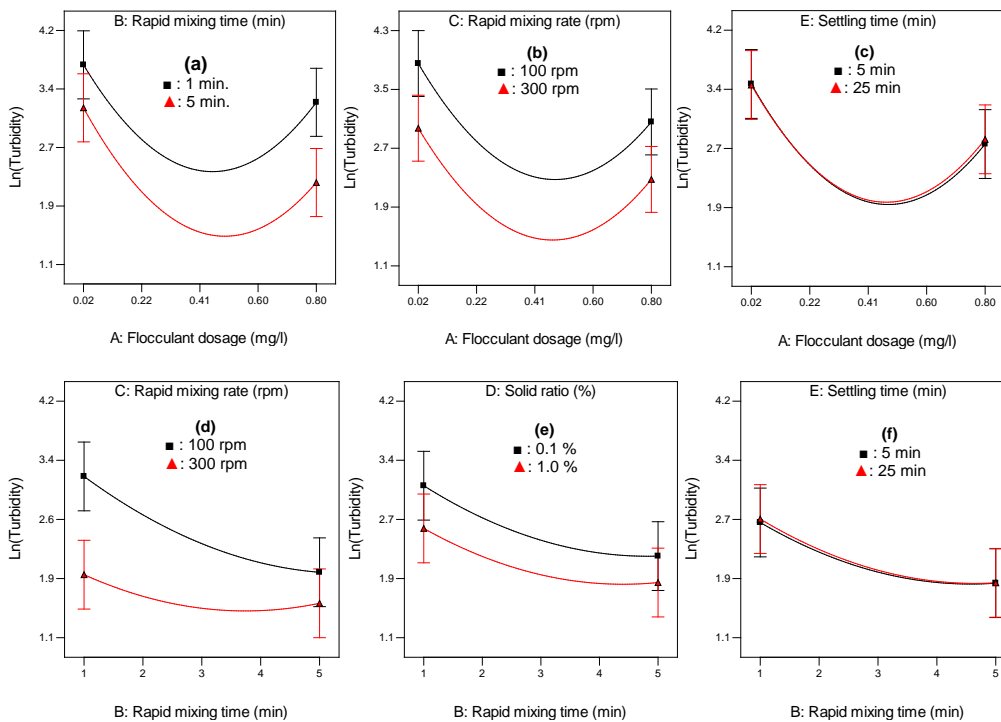 B: Rapid mixing time (min)
(a)
: 1 min.
: 5 min.
Ln(Turbidity)
4.2
3.4
2.7
1.9
1.1
0.02
0.22
0.41
0.60
0.80
A: Flocculant dosage (mg/l)
C: Rapid mixing rate (rpm)
(b)
: 100 rpm
: 300 rpm
Ln(Turbidity)
4.3
3.5
2.7
1.9
1.1
0.02
0.22
0.41
0.60
0.80
A: Flocculant dosage (mg/l)
E: Settling time (min)
(c)
: 5 min
: 25 min
Ln(Turbidity)
4.2
3.4
2.7
1.9
1.1
0.02
0.22
0.41
0.60
0.80
A: Flocculant dosage (mg/l)
C: Rapid mixing rate (rpm)
(d)
: 100 rpm
: 300 rpm
Ln(Turbidity)
4.2
3.4
2.6
1.9
1.1
1
2
3
4
5
B: Rapid mixing time (min)
D: Solid ratio (%)
(e)
: 0.1 %
: 1.0 %
Ln(Turbidity)
4.2
3.4
2.7
1.9
1.1
1
2
3
4
5
B: Rapid mixing time (min)
E: Settling time (min)
(f)
: 5 min
: 25 min
Ln(Turbidity)
4.2
3.4
2.7
1.9
1.1
1
2
3
4
5
B: Rapid mixing time (min)